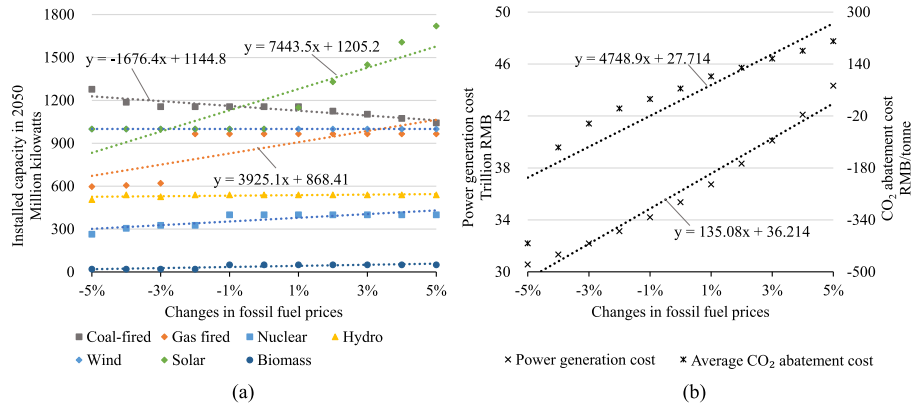 1800
1500
1200
900
600
300
0
Installed capacity in 2050
Million kilowatts
y = -1676.4x + 1144.8
y = 7443.5x + 1205.2
y = 3925.1x + 868.41
-5% -3% -1% 1% 3% 5%
Changes in fossil fuel prices
Coal-fired Gas fired Nuclear Hydro
Wind Solar Biomass
(a)
50
46
42
38
34
30
Power generation cost
Trillion RMB
y = 4748.9x + 27.714
y = 135.08x + 36.214
300
140
-20
-180
-340
-500
CO₂ abatement cost
RMB/tonne
-5% -3% -1% 1% 3% 5%
Changes in fossil fuel prices
Power generation cost Average CO₂ abatement cost
(b)